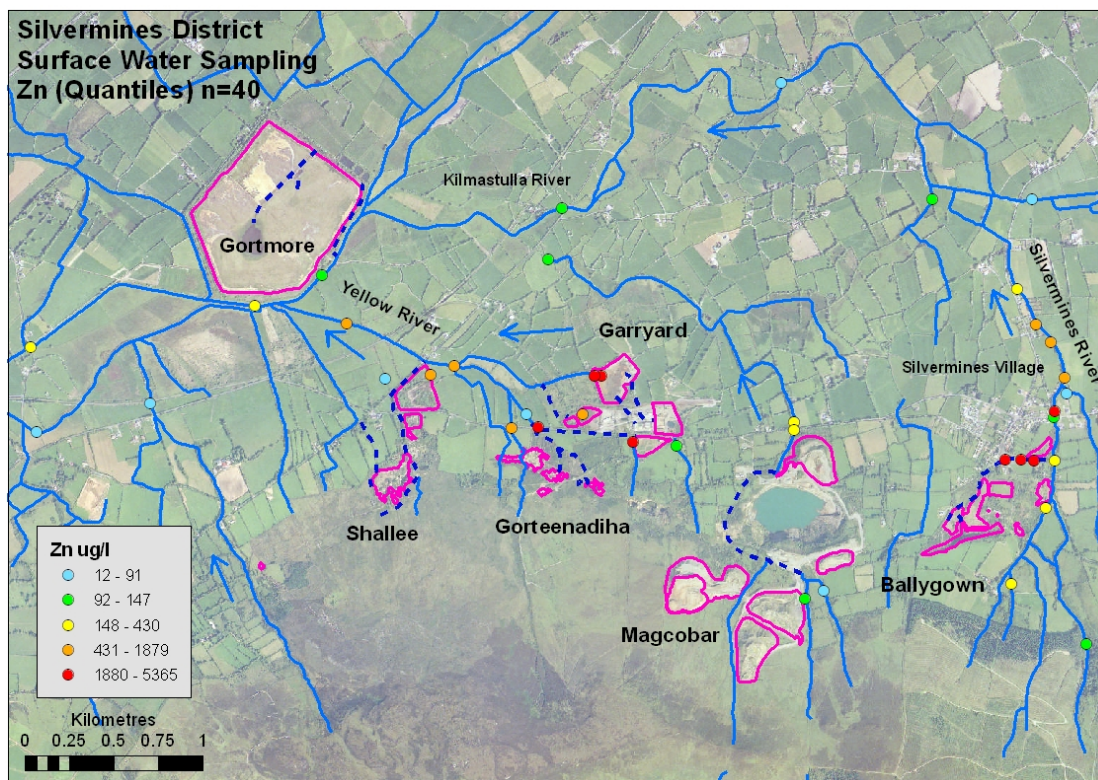 Silvermines District
Surface Water Sampling
Zn (Quantiles) n=40
Kilmastulla River
Gortmore
Yellow River
Silvermines River
Garryard
Silvermines Village
Shallee
Gorteenadiha
Ballygown
Magcobar
Zn ug/l
12 - 91
92 - 147
148 - 430
431 - 1879
1880 - 5365
Kilometres
0 0.25 0.5 0.75 1